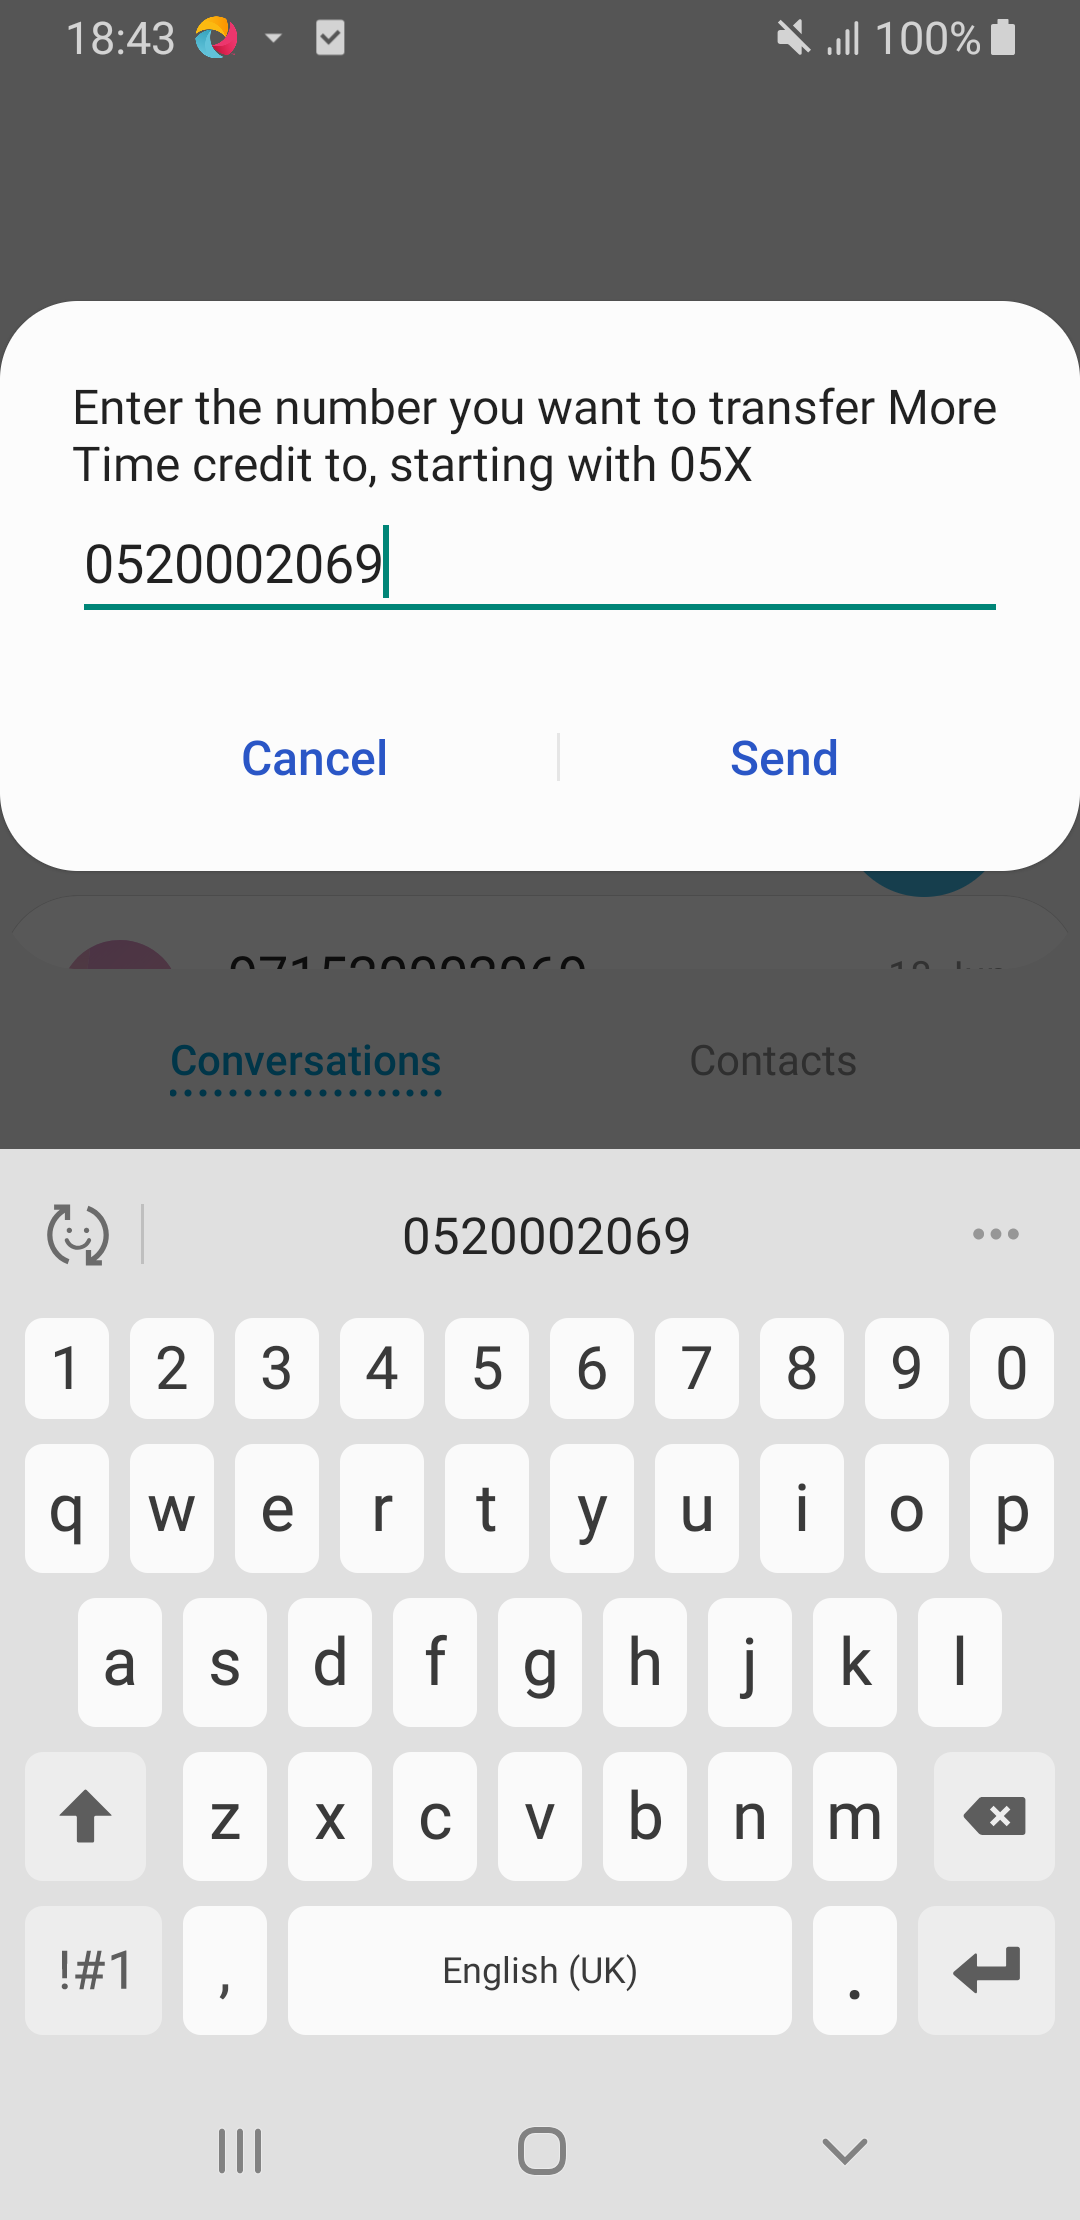 18:43
100%
Enter the number you want to transfer More
Time credit to, starting with 05X
0520002069
Cancel
Send
Conversations
Contacts
0520002069
1 2 3 4 5 6 7 8 9 0
q w e r t y u i o p
a s d f g h j k l
z x c v b n m
!#1 , English (UK) .